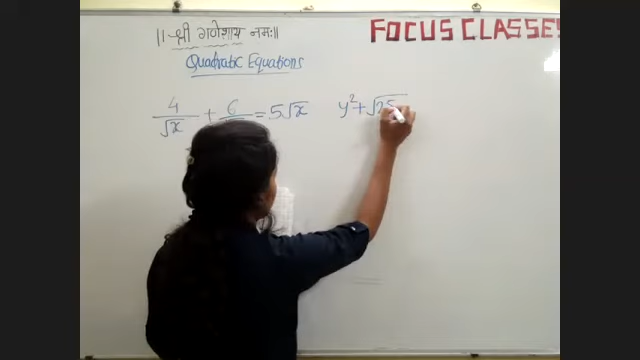 ॥ श्री गणेशाय नमः॥
FOCUS CLASSES
Quadratic Equations
4/√x + 6 = 5√x
y² + √25